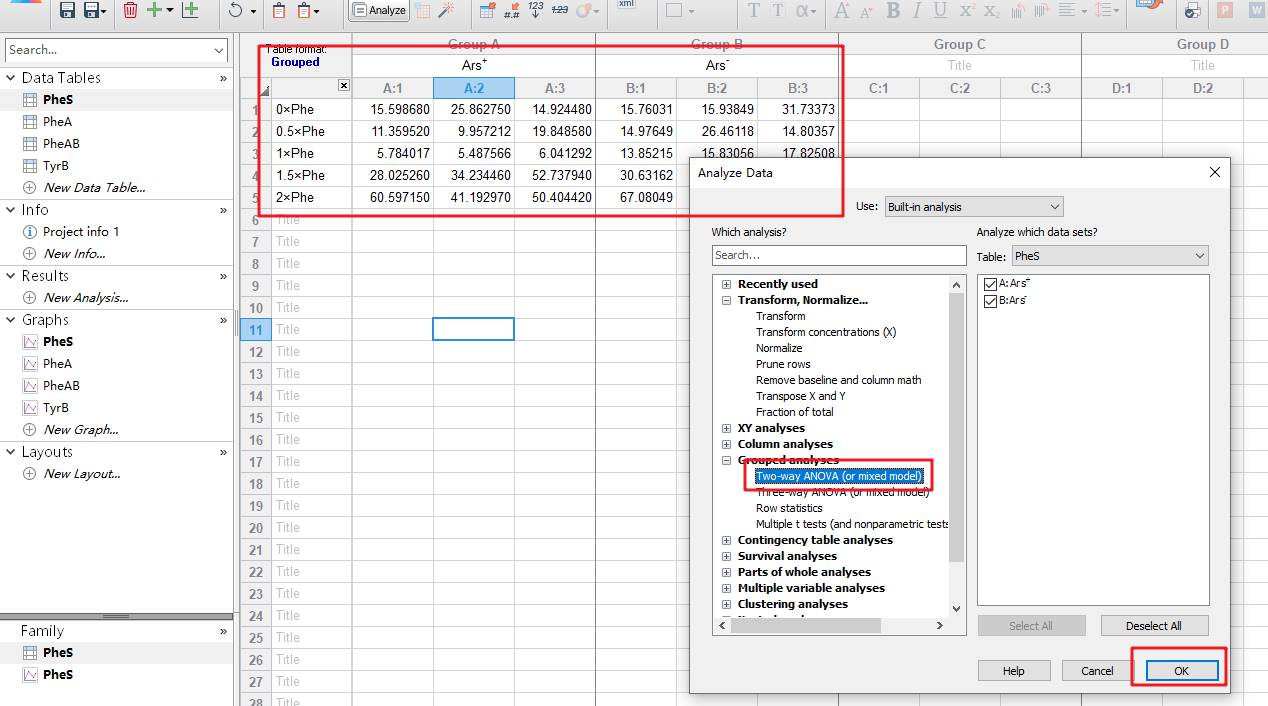 xml
Analyze
#.##
123
123
T T α A A B I U X² X₂
P W
Search...
Data Tables »
PheS
PheA
PheAB
TyrB
New Data Table...
Info »
Project info 1
New Info...
Results »
New Analysis...
Graphs »
PheS
PheA
PheAB
TyrB
New Graph...
Layouts »
New Layout...
Family »
PheS
PheS
Table format:
Grouped
Group A Group B Group C Group D
Ars⁺ Ars⁻ Title Title
A:1 A:2 A:3 B:1 B:2 B:3 C:1 C:2 C:3 D:1 D:2
1 0×Phe 15.598680 25.862750 14.924480 15.76031 15.93849 31.73373
2 0.5×Phe 11.359520 9.957212 19.848580 14.97649 26.46118 14.80357
3 1×Phe 5.784017 5.487566 6.041292 13.85215 15.83056 17.82508
4 1.5×Phe 28.025260 34.234460 52.737940 30.63162
5 2×Phe 60.597150 41.192970 50.404420 67.08049
6 Title
7 Title
8 Title
9 Title
10 Title
11 Title
12 Title
13 Title
14 Title
15 Title
16 Title
17 Title
18 Title
19 Title
20 Title
21 Title
22 Title
23 Title
24 Title
25 Title
26 Title
27 Title
28 Title
Analyze Data
Use: Built-in analysis
Which analysis?
Search...
Recently used
Transform, Normalize...
Transform
Transform concentrations (X)
Normalize
Prune rows
Remove baseline and column math
Transpose X and Y
Fraction of total
XY analyses
Column analyses
Grouped analyses
Two-way ANOVA (or mixed model)
Three-way ANOVA (or mixed model)
Row statistics
Multiple t tests (and nonparametric tests
Contingency table analyses
Survival analyses
Parts of whole analyses
Multiple variable analyses
Clustering analyses
Analyze which data sets?
Table: PheS
A:Ars⁺
B:Ars⁻
Select All Deselect All
Help Cancel OK